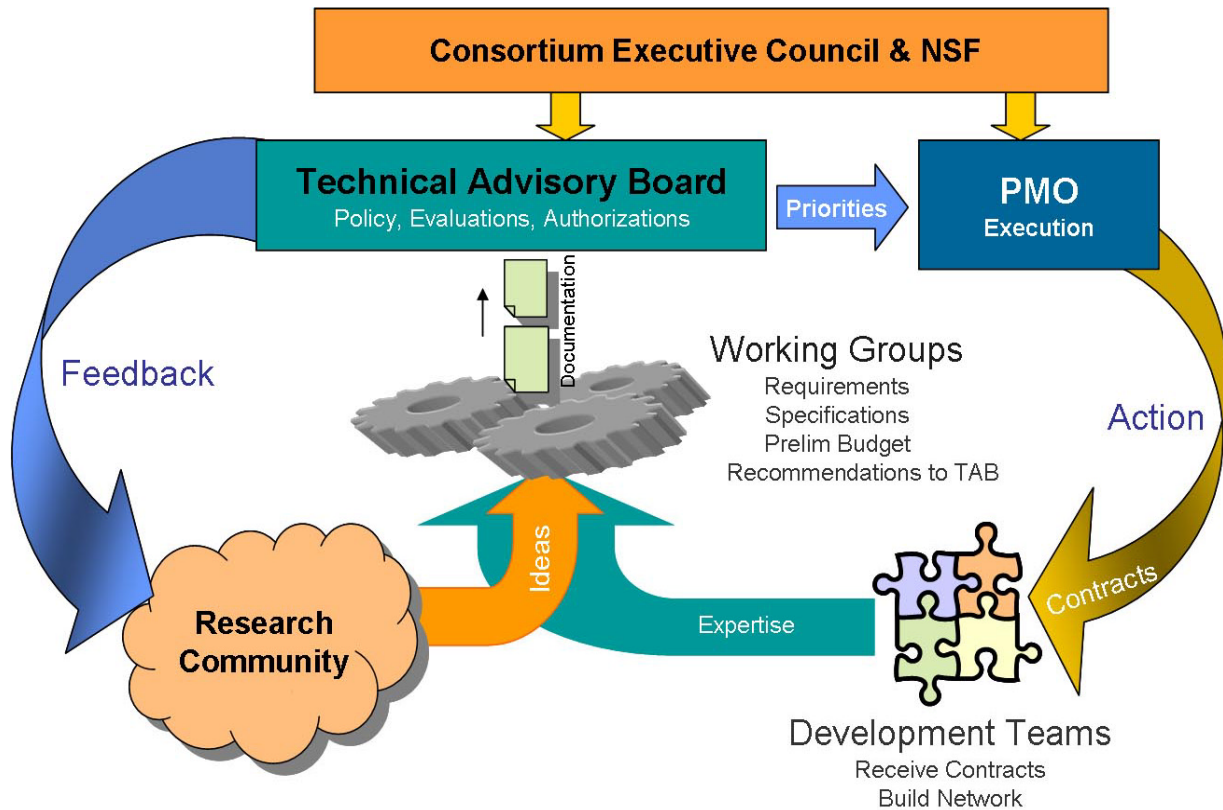 Consortium Executive Council & NSF
Technical Advisory Board
Policy, Evaluations, Authorizations
Priorities
PMO
Execution
Feedback
Documentation
Working Groups
Requirements
Specifications
Prelim Budget
Recommendations to TAB
Action
Ideas
Research
Community
Expertise
Contracts
Development Teams
Receive Contracts
Build Network